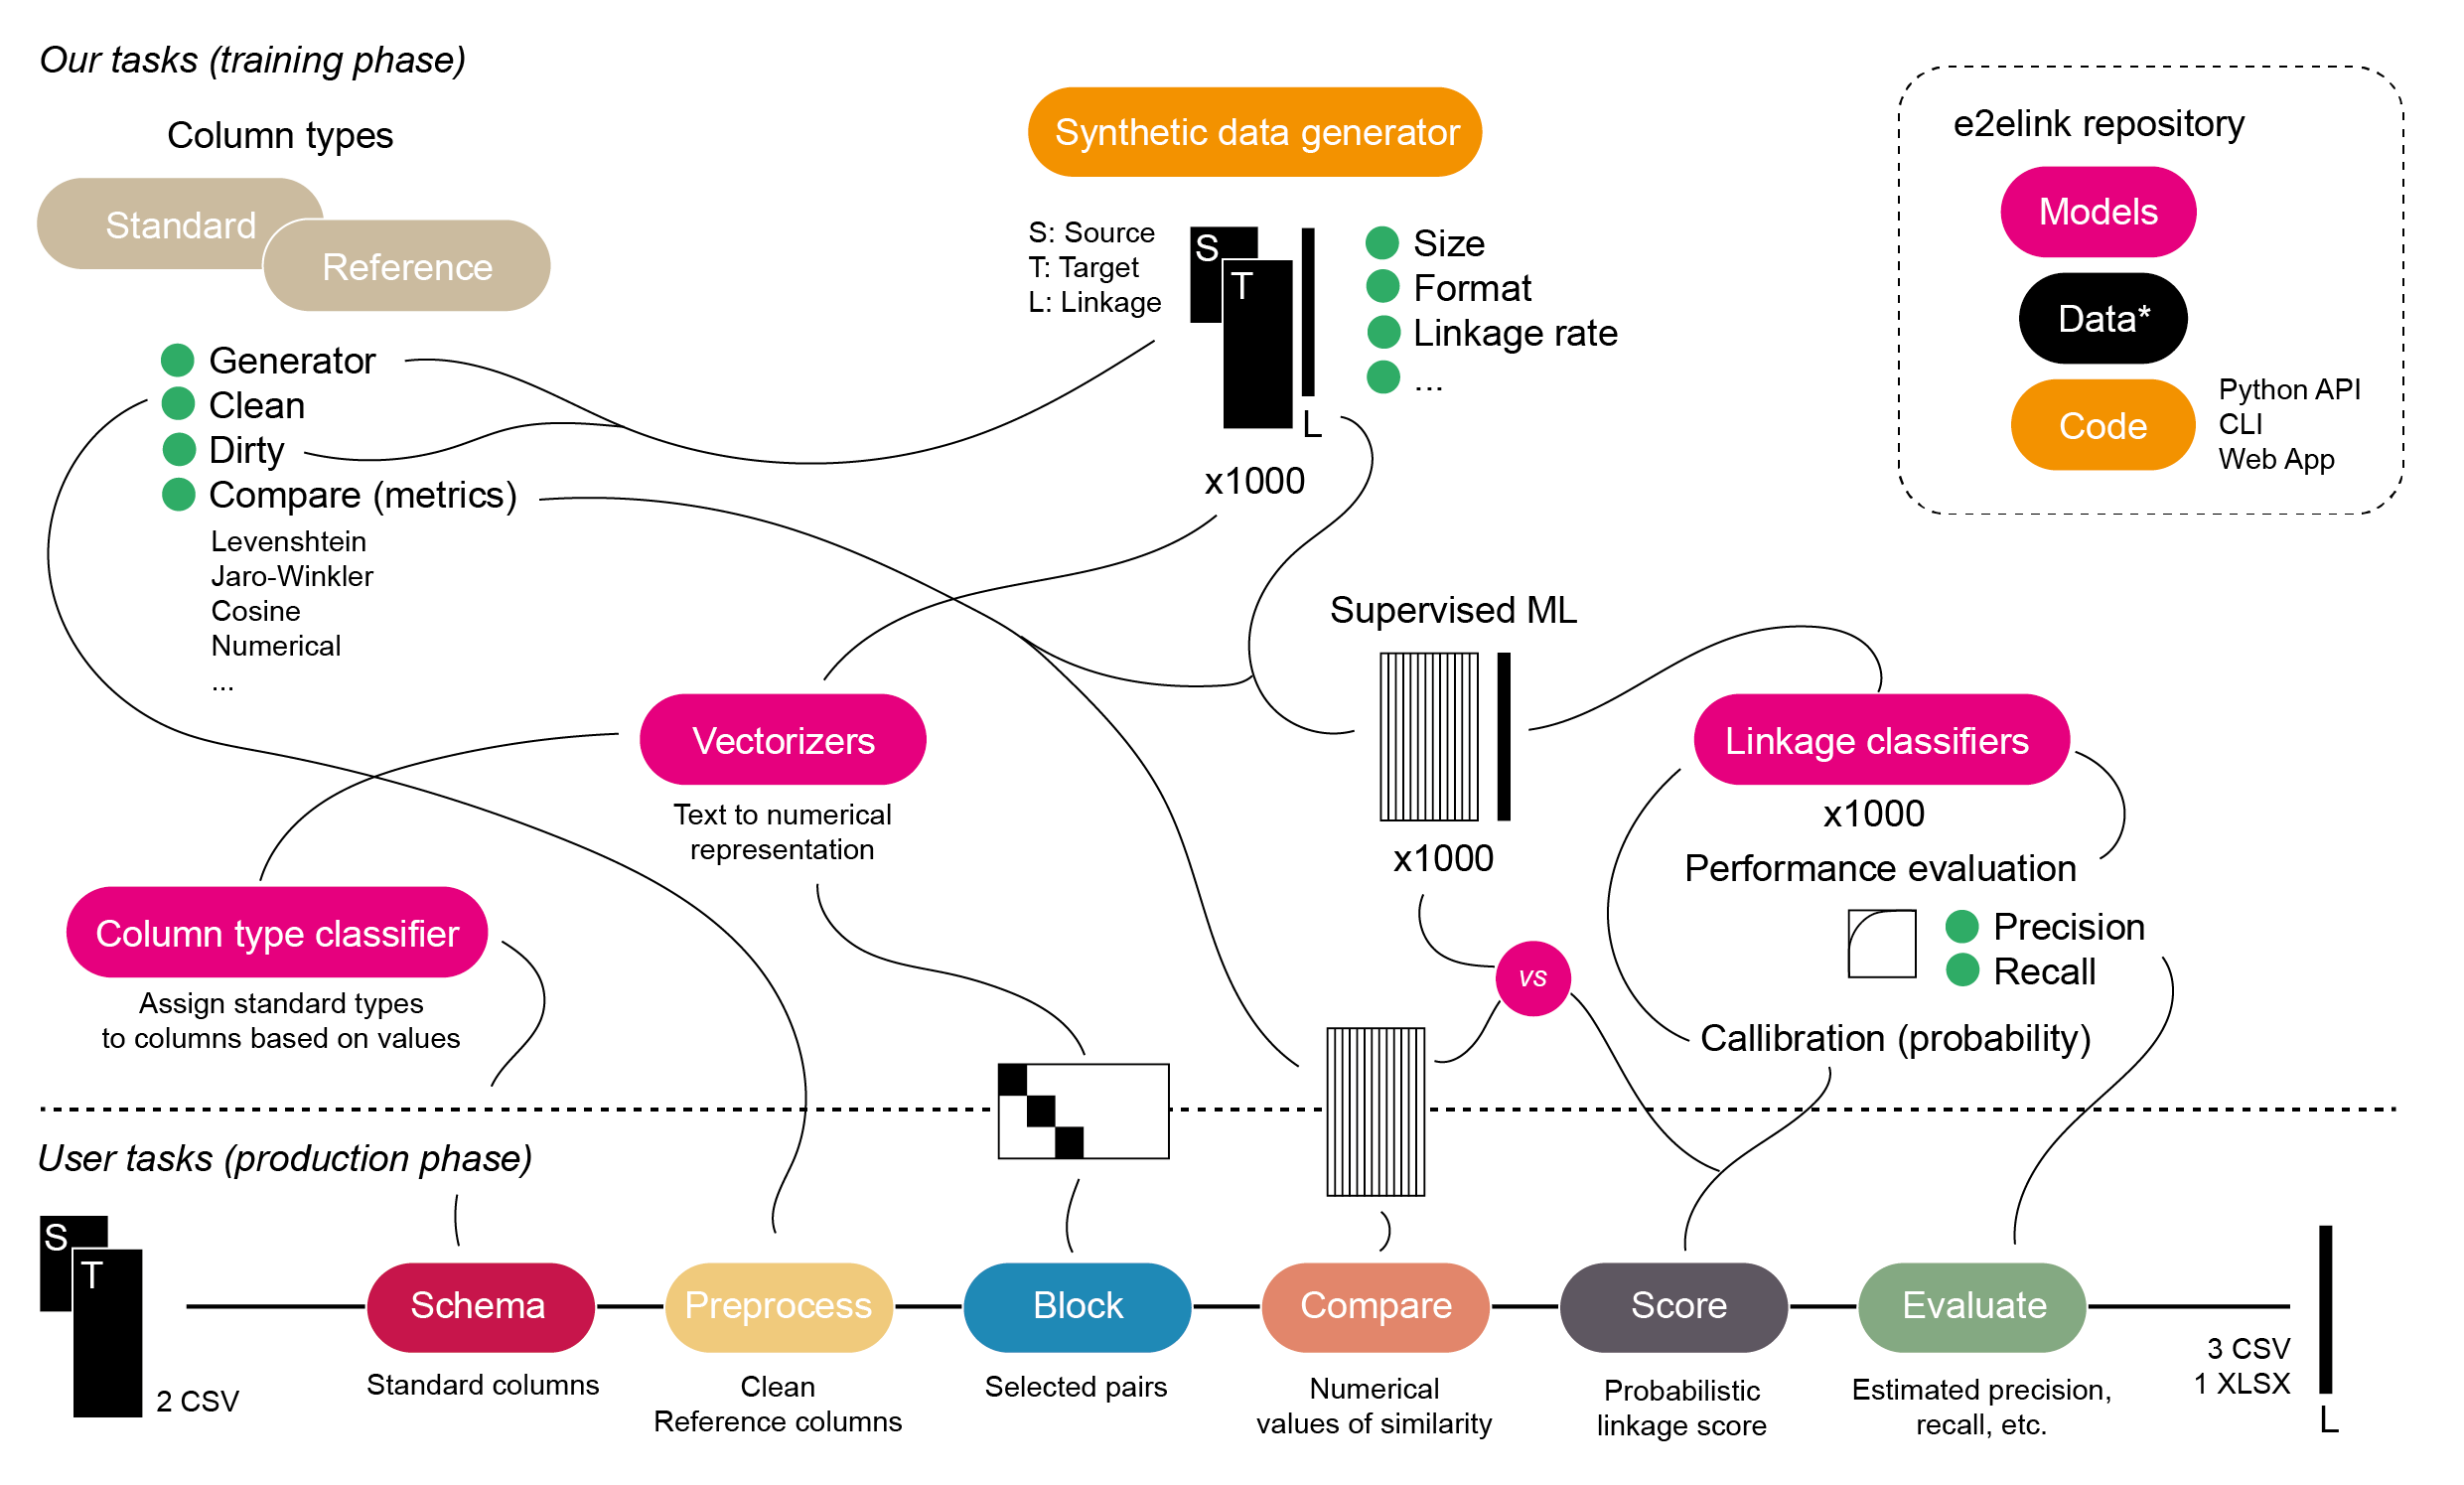 Our tasks (training phase)
Column types
Standard
Reference
Generator
Clean
Dirty
Compare (metrics)
Levenshtein
Jaro-Winkler
Cosine
Numerical
...
Synthetic data generator
S: Source
T: Target
L: Linkage
S
T
L
x1000
Size
Format
Linkage rate
...
e2elink repository
Models
Data*
Code
Python API
CLI
Web App
Supervised ML
x1000
Vectorizers
Text to numerical
representation
Linkage classifiers
x1000
Performance evaluation
Precision
Recall
Callibration (probability)
vs
Column type classifier
Assign standard types
to columns based on values
User tasks (production phase)
S
T
2 CSV
Schema
Standard columns
Preprocess
Clean
Reference columns
Block
Selected pairs
Compare
Numerical
values of similarity
Score
Probabilistic
linkage score
Evaluate
Estimated precision,
recall, etc.
3 CSV
1 XLSX
L